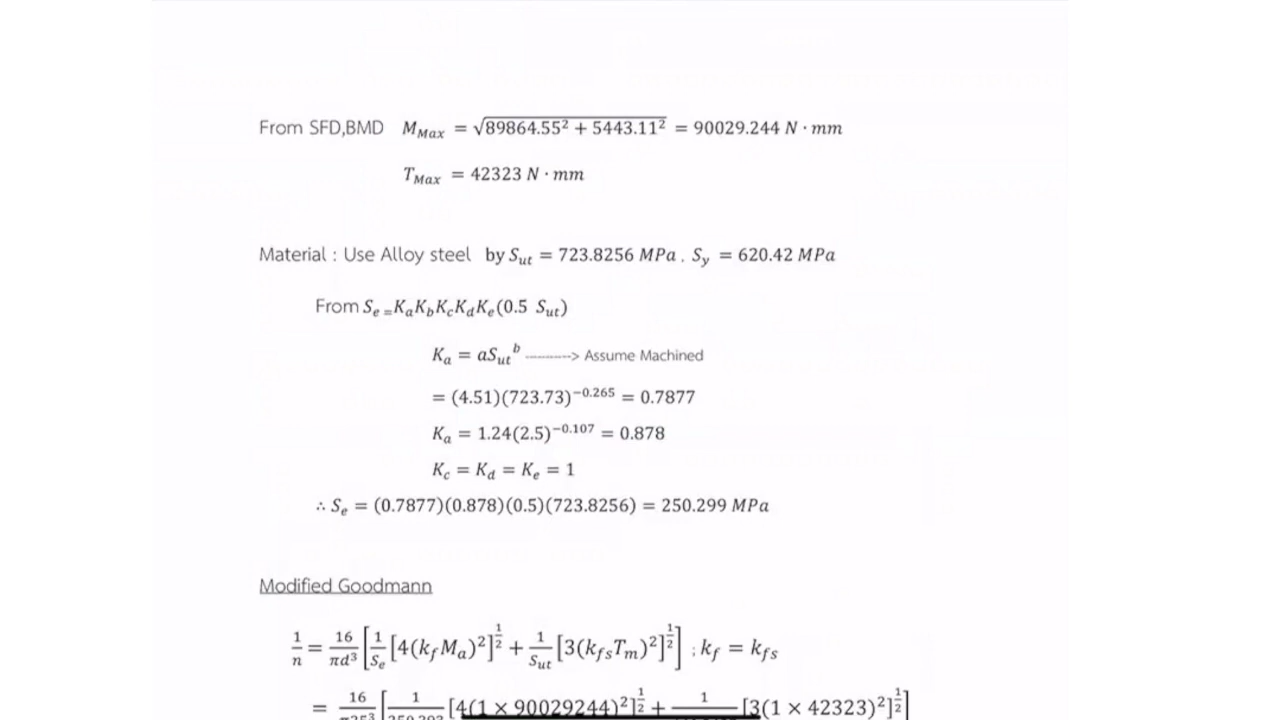 From SFD,BMD M_Max = √89864.55² + 5443.11² = 90029.244 N · mm
T_Max = 42323 N · mm
Material : Use Alloy steel by S_ut = 723.8256 MPa . S_y = 620.42 MPa
From S_e =K_aK_bK_cK_dK_e(0.5 S_ut)
K_a = aS_ut^b ----------> Assume Machined
= (4.51)(723.73)^−0.265 = 0.7877
K_a = 1.24(2.5)^−0.107 = 0.878
K_c = K_d = K_e = 1
∴ S_e = (0.7877)(0.878)(0.5)(723.8256) = 250.299 MPa
Modified Goodmann
1/n = 16/πd³ [1/S_e [4(k_f M_a)²]^1/2 + 1/S_ut [3(k_fs T_m)²]^1/2] ; k_f = k_fs
= 16 [1 [4(1 × 90029244)²]^1/2 + 1 [3(1 × 42323)²]^1/2]